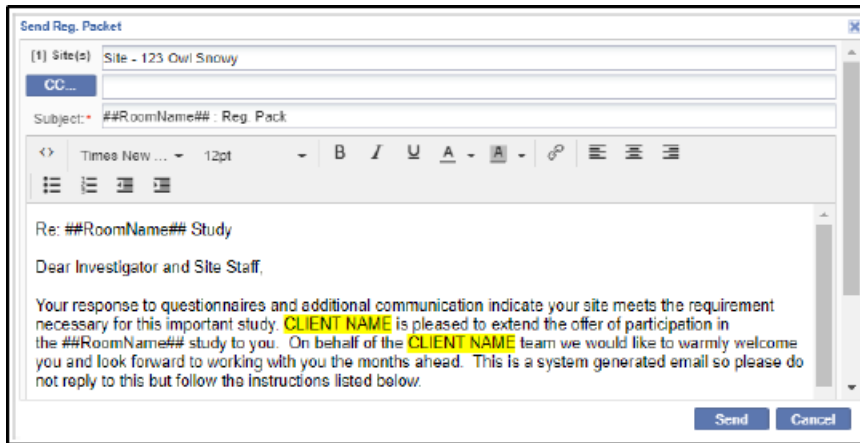 Send Reg. Packet
[1] Site(s) Site - 123 Owl Snowy
CC...
Subject:* ##RoomName## : Reg. Pack
Times New ... 12pt B I U A A
Re: ##RoomName## Study
Dear Investigator and Site Staff,
Your response to questionnaires and additional communication indicate your site meets the requirement
necessary for this important study. CLIENT NAME is pleased to extend the offer of participation in
the ##RoomName## study to you.  On behalf of the CLIENT NAME team we would like to warmly welcome
you and look forward to working with you the months ahead.  This is a system generated email so please do
not reply to this but follow the instructions listed below.
Send Cancel